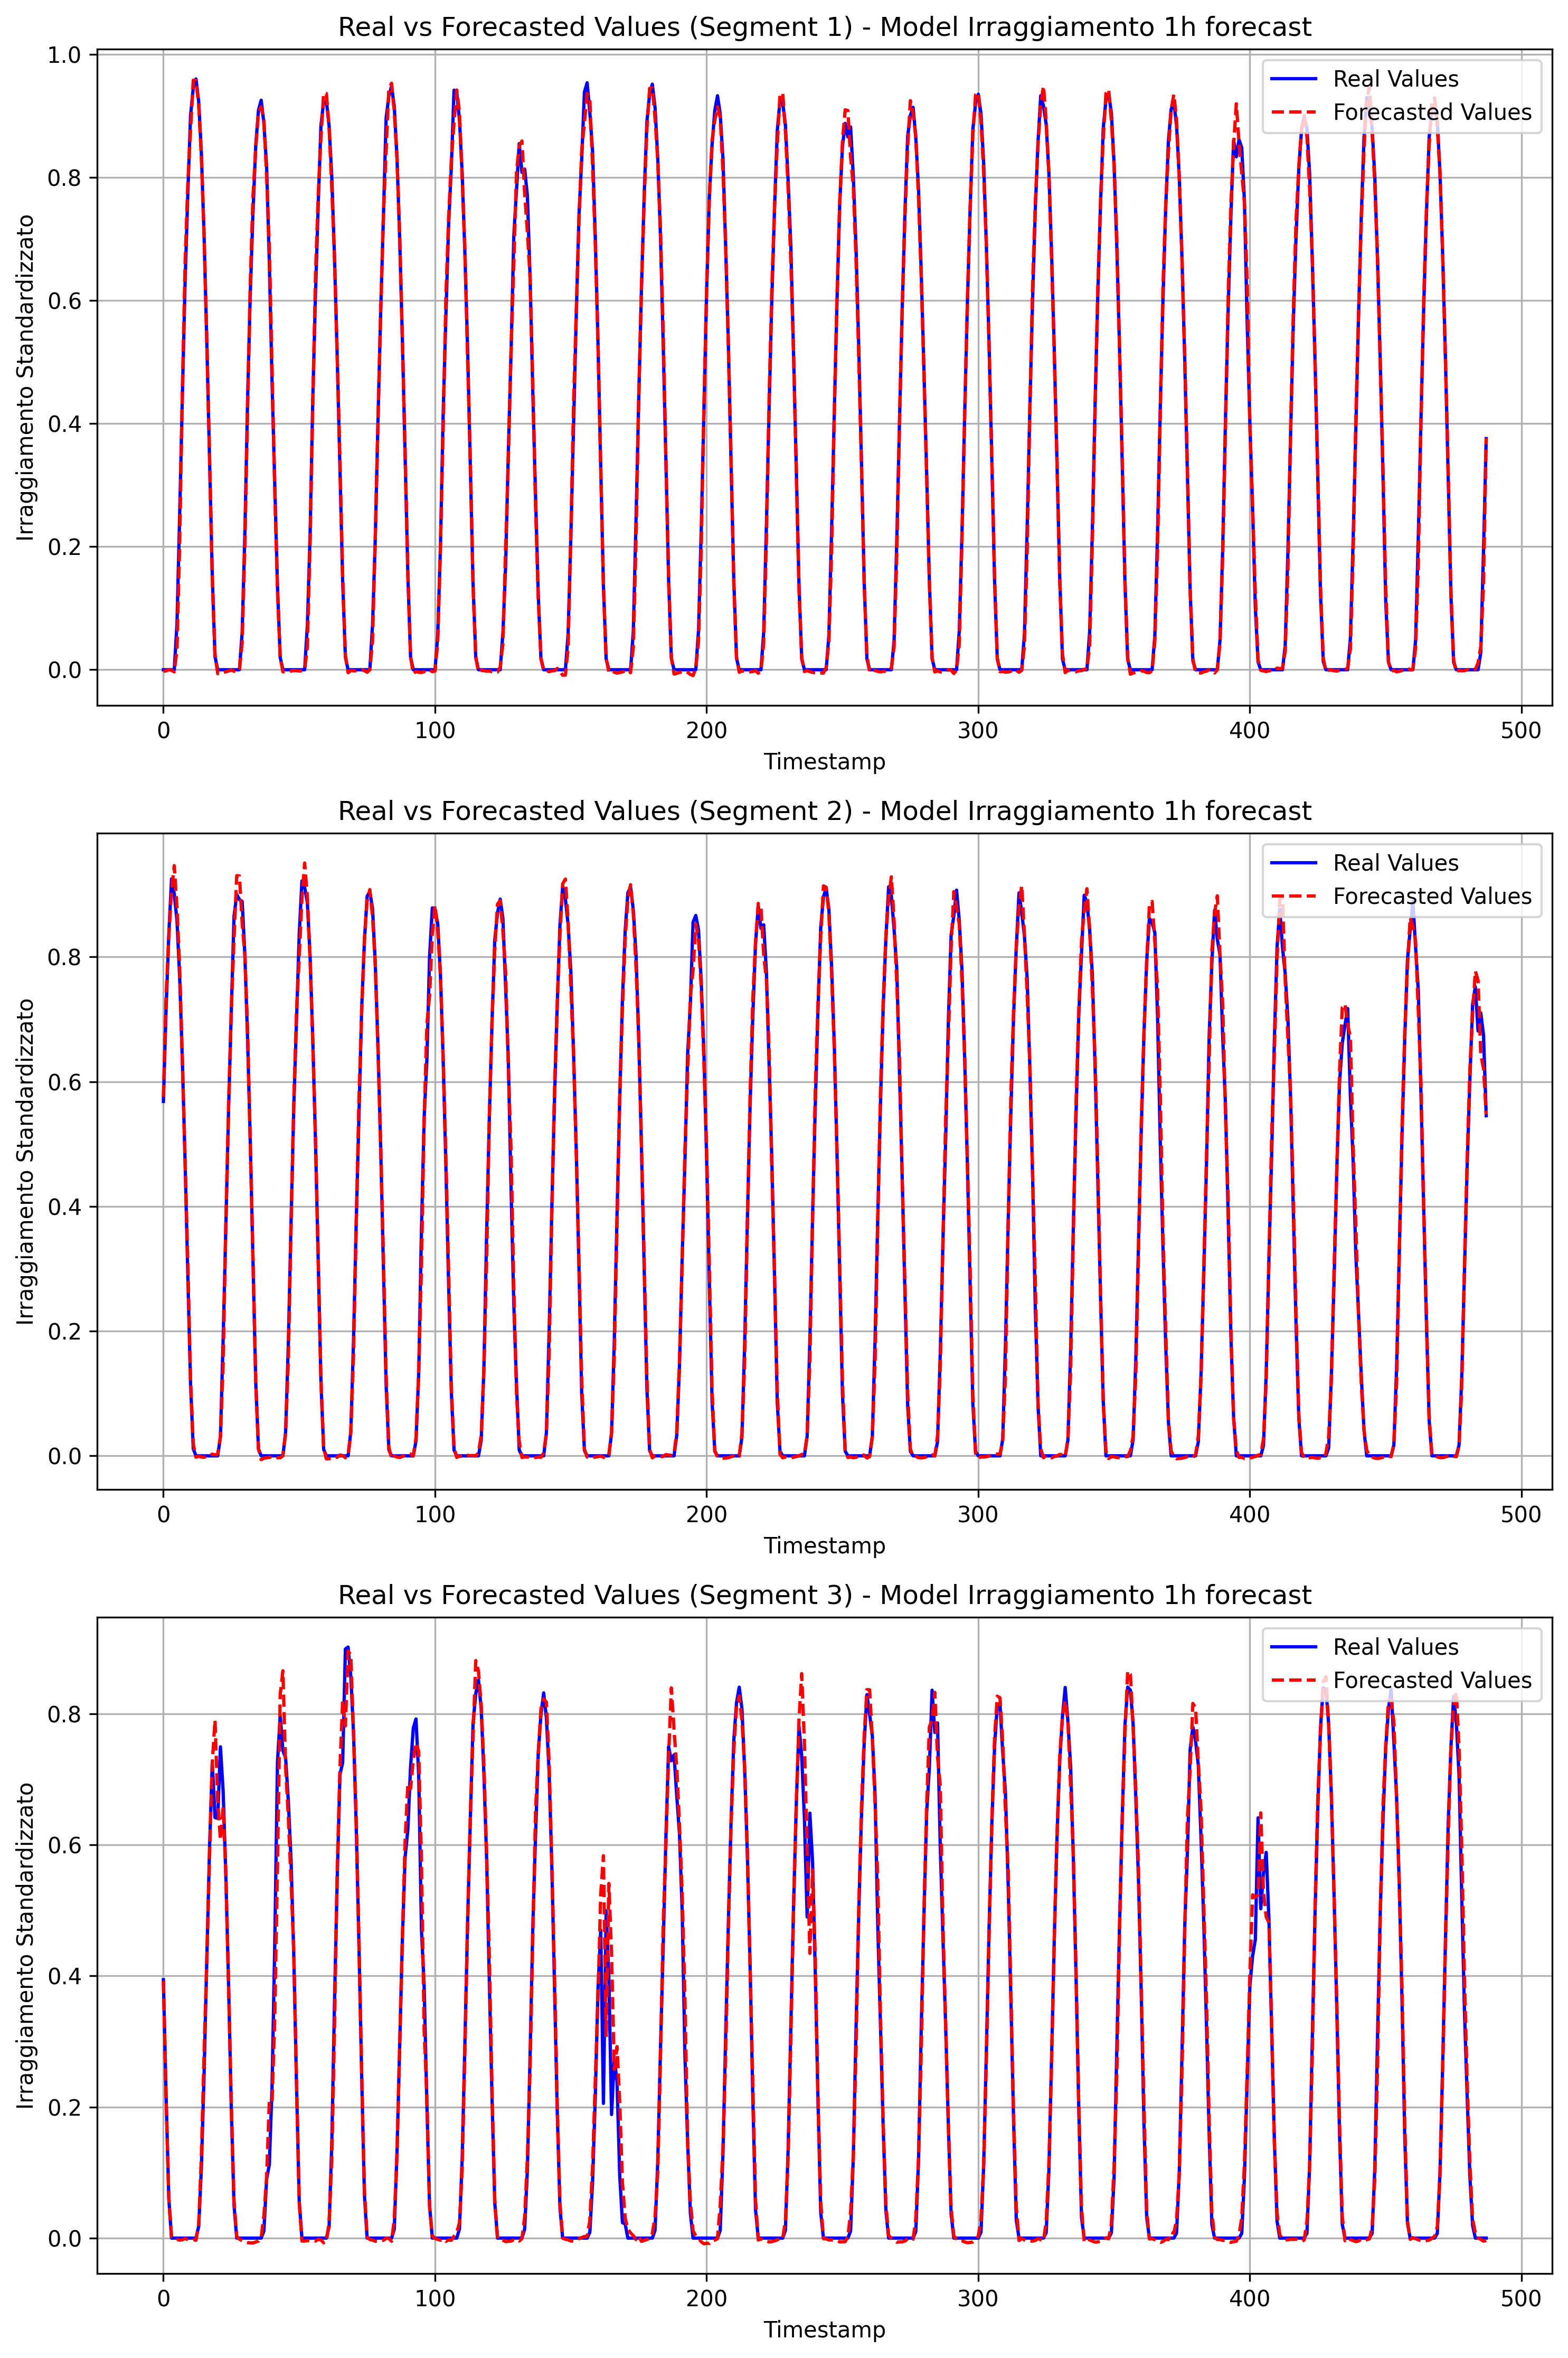 Real vs Forecasted Values (Segment 1) - Model Irraggiamento 1h forecast
Irraggiamento Standardizzato
1.0
0.8
0.6
0.4
0.2
0.0
Real Values
Forecasted Values
0 100 200 300 400 500
Timestamp
Real vs Forecasted Values (Segment 2) - Model Irraggiamento 1h forecast
Irraggiamento Standardizzato
0.8
0.6
0.4
0.2
0.0
Real Values
Forecasted Values
0 100 200 300 400 500
Timestamp
Real vs Forecasted Values (Segment 3) - Model Irraggiamento 1h forecast
Irraggiamento Standardizzato
0.8
0.6
0.4
0.2
0.0
Real Values
Forecasted Values
0 100 200 300 400 500
Timestamp